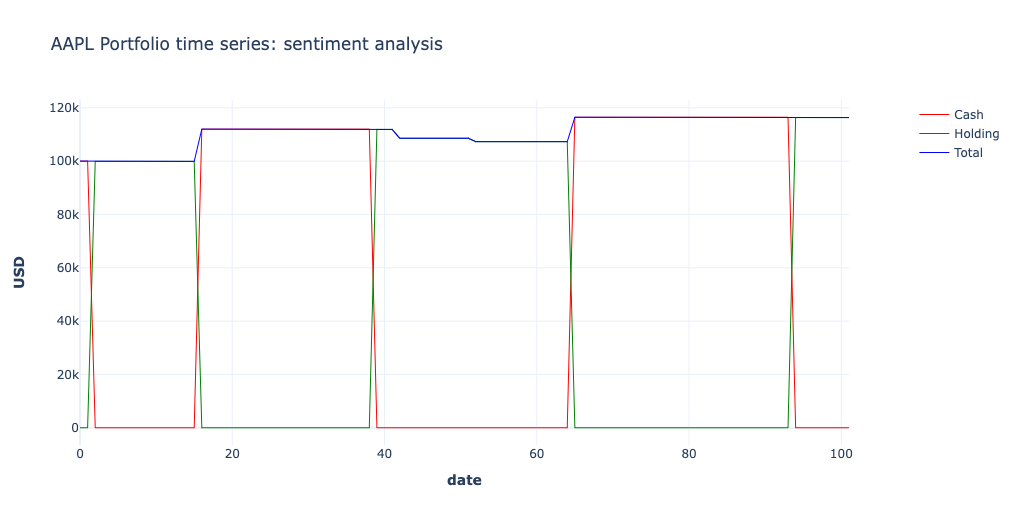 AAPL Portfolio time series: sentiment analysis
120k
100k
80k
60k
40k
20k
0
0 20 40 60 80 100
USD
date
Cash
Holding
Total